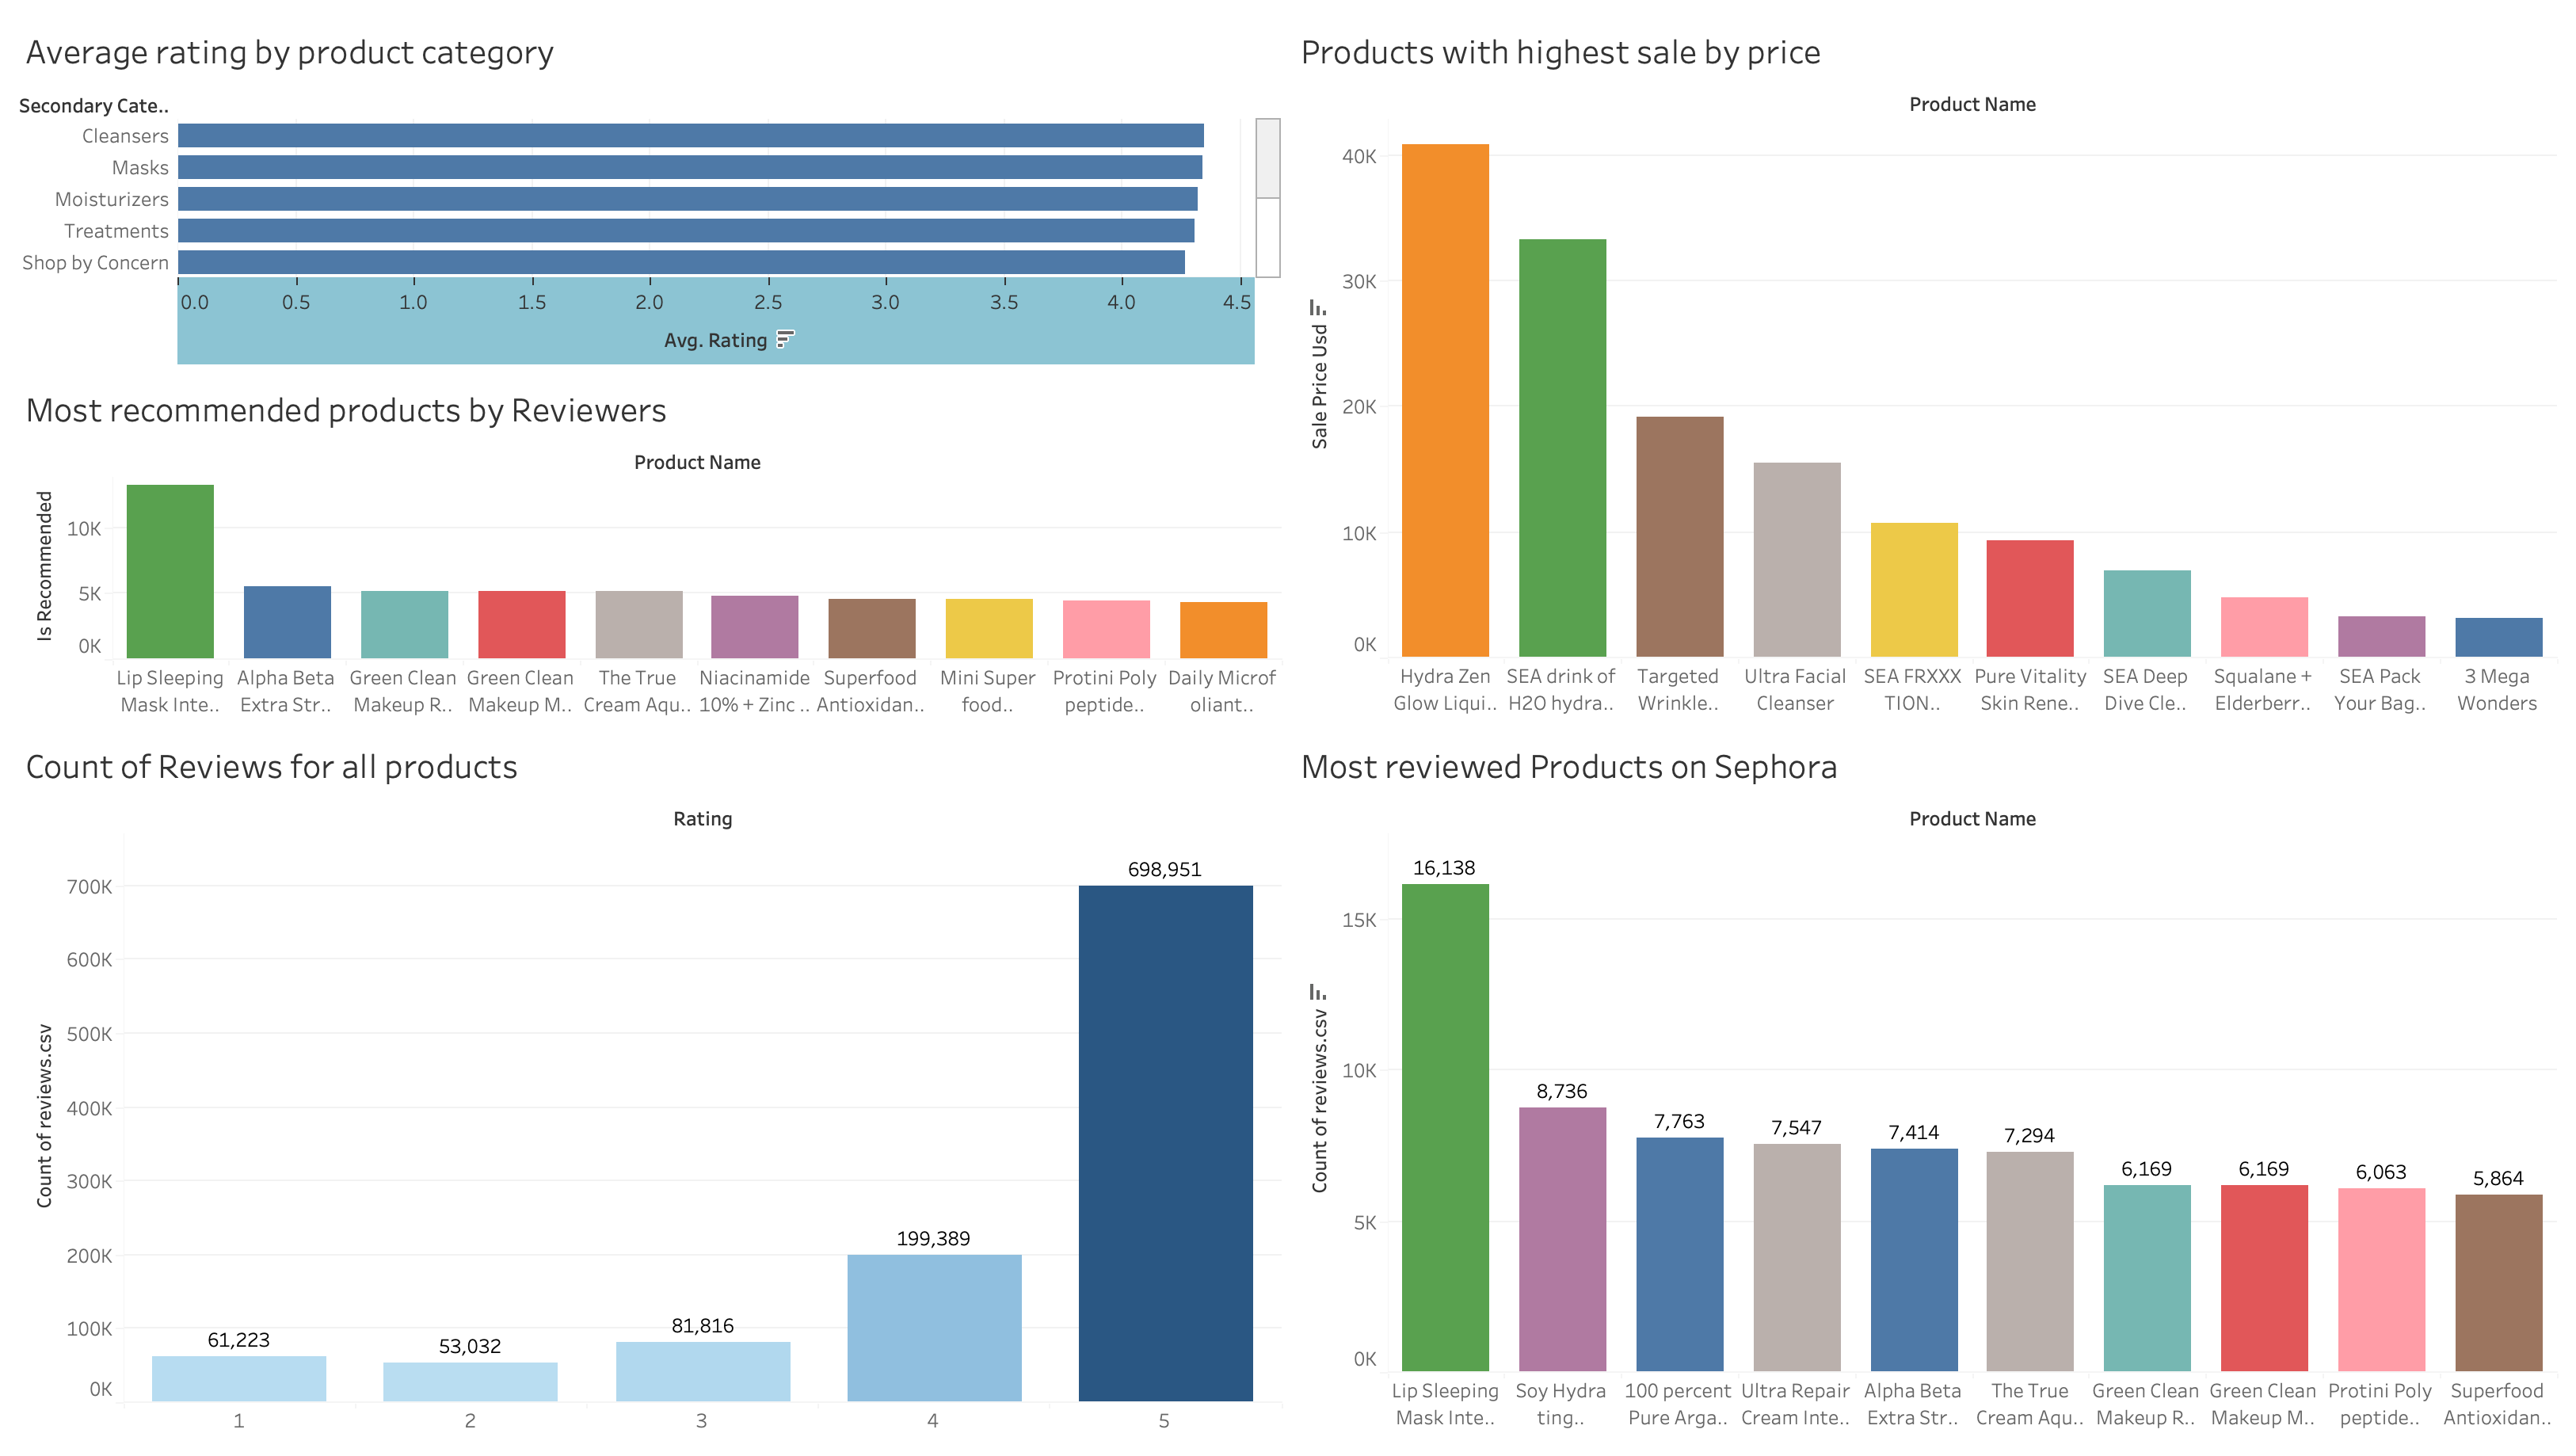 Average rating by product category
Secondary Cate..
Cleansers
Masks
Moisturizers
Treatments
Shop by Concern
0.0 0.5 1.0 1.5 2.0 2.5 3.0 3.5 4.0 4.5
Avg. Rating
Most recommended products by Reviewers
Product Name
Is Recommended
10K
5K
0K
Lip Sleeping Alpha Beta Green Clean Green Clean The True Niacinamide Superfood Mini Super Protini Poly Daily Microf
Mask Inte.. Extra Str.. Makeup R.. Makeup M.. Cream Aqu.. 10% + Zinc .. Antioxidan.. food.. peptide.. oliant..
Count of Reviews for all products
Rating
Count of reviews.csv
700K
600K
500K
400K
300K
200K
100K
0K
61,223
53,032
81,816
199,389
698,951
1 2 3 4 5
Products with highest sale by price
Product Name
Sale Price Usd
40K
30K
20K
10K
0K
Hydra Zen SEA drink of Targeted Ultra Facial SEA FRXXX Pure Vitality SEA Deep Squalane + SEA Pack 3 Mega
Glow Liqui.. H2O hydra.. Wrinkle.. Cleanser TION.. Skin Rene.. Dive Cle.. Elderberr.. Your Bag.. Wonders
Most reviewed Products on Sephora
Product Name
Count of reviews.csv
15K
10K
5K
0K
16,138
8,736
7,763
7,547
7,414
7,294
6,169
6,169
6,063
5,864
Lip Sleeping Soy Hydra 100 percent Ultra Repair Alpha Beta The True Green Clean Green Clean Protini Poly Superfood
Mask Inte.. ting.. Pure Arga.. Cream Inte.. Extra Str.. Cream Aqu.. Makeup R.. Makeup M.. peptide.. Antioxidan..